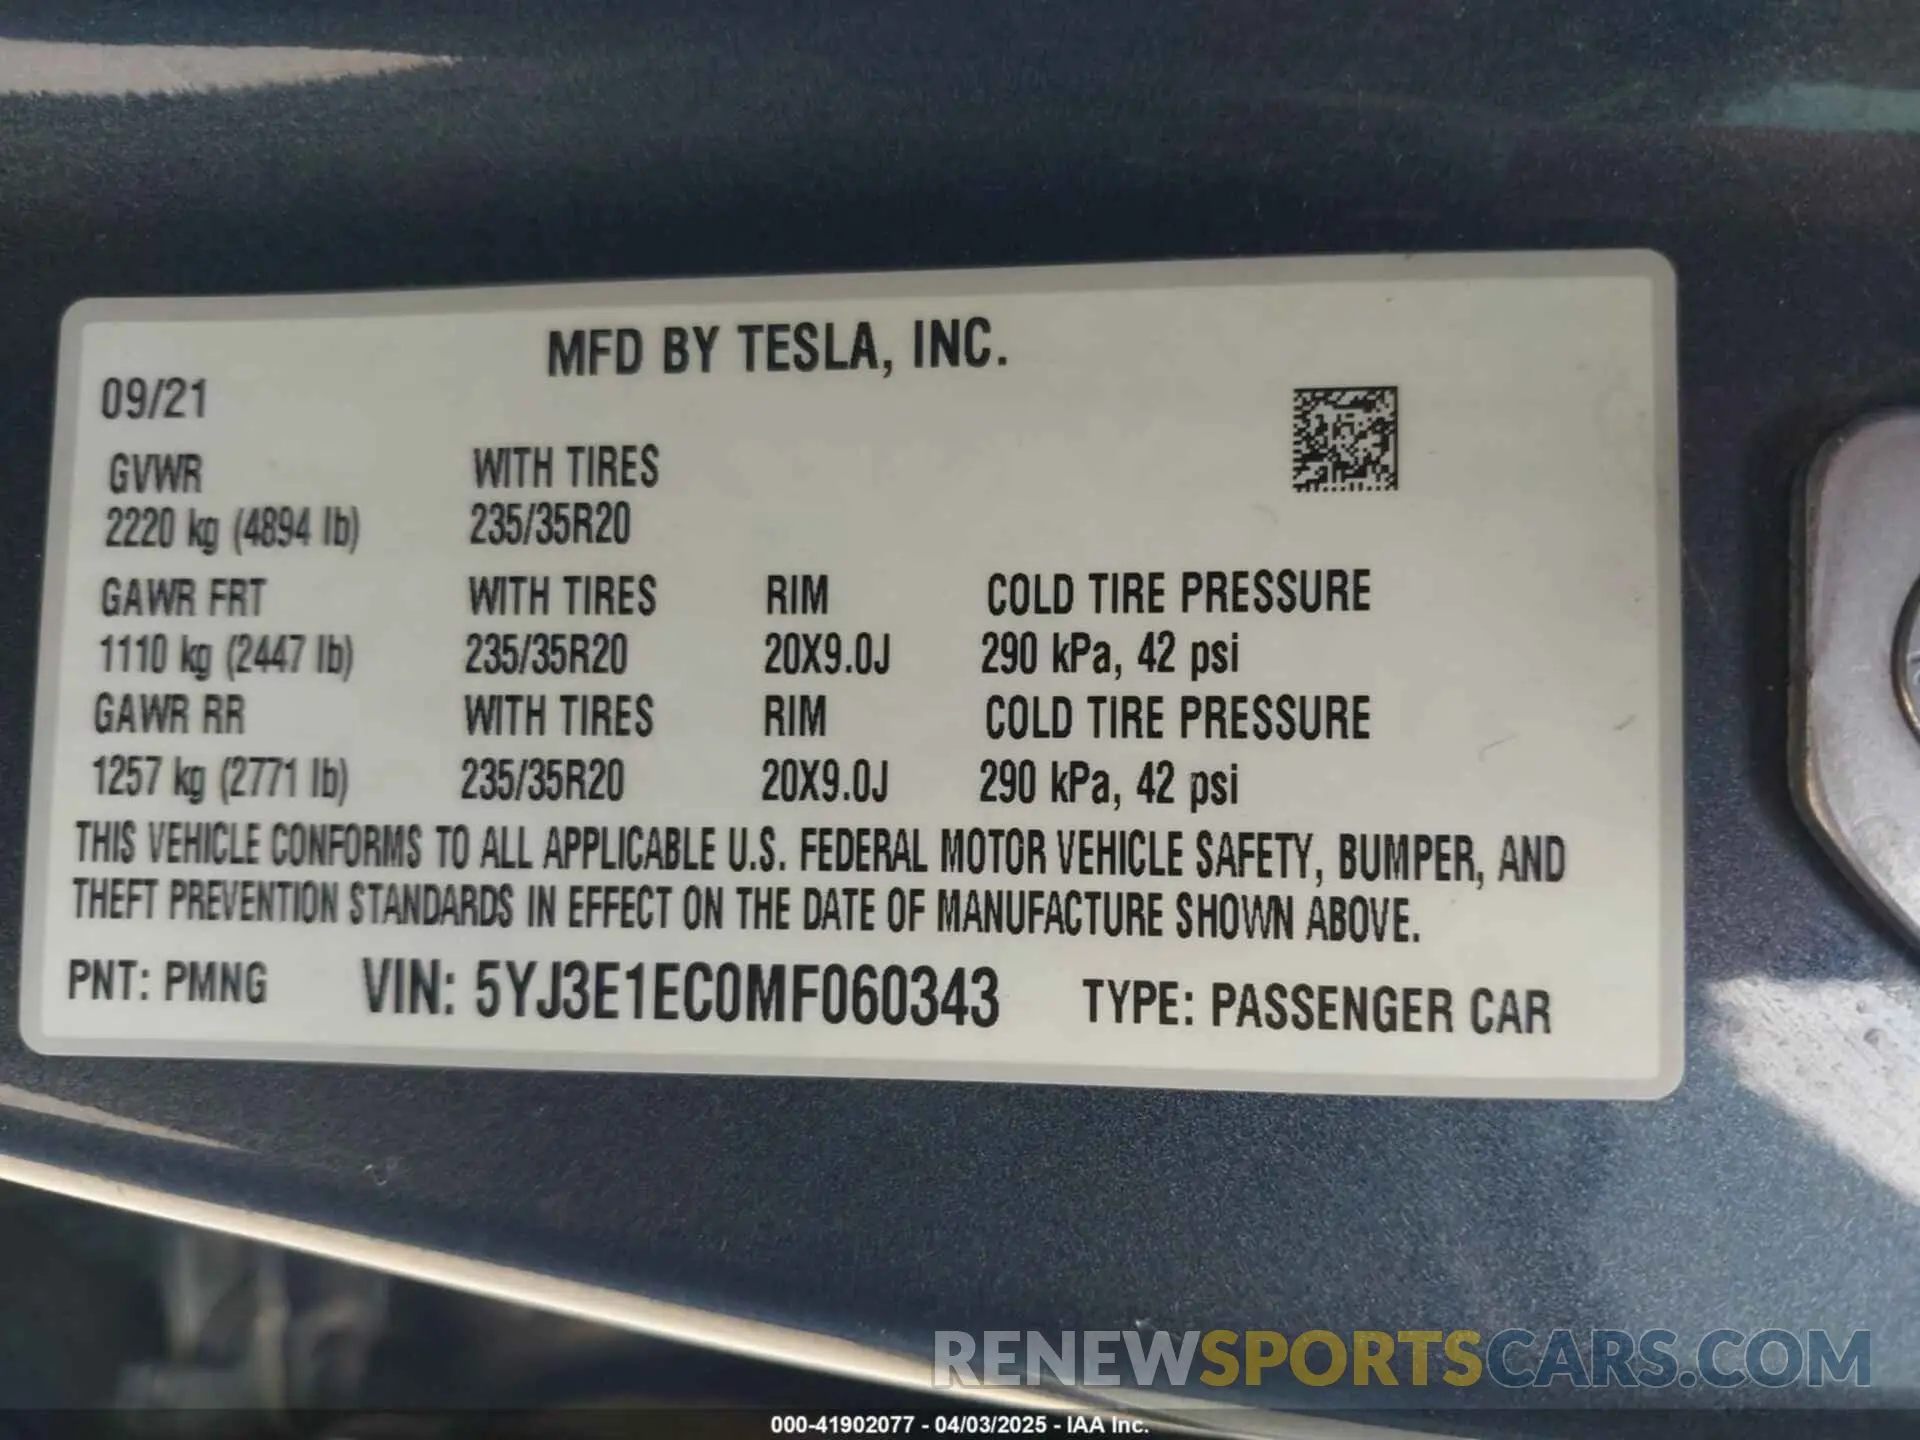 MFD BY TESLA, INC.
09/21
GVWR WITH TIRES
2220 kg (4894 lb) 235/35R20
GAWR FRT WITH TIRES RIM COLD TIRE PRESSURE
1110 kg (2447 lb) 235/35R20 20X9.0J 290 kPa, 42 psi
GAWR RR WITH TIRES RIM COLD TIRE PRESSURE
1257 kg (2771 lb) 235/35R20 20X9.0J 290 kPa, 42 psi
THIS VEHICLE CONFORMS TO ALL APPLICABLE U.S. FEDERAL MOTOR VEHICLE SAFETY, BUMPER, AND
THEFT PREVENTION STANDARDS IN EFFECT ON THE DATE OF MANUFACTURE SHOWN ABOVE.
PNT: PMNG VIN: 5YJ3E1EC0MF060343 TYPE: PASSENGER CAR
RENEWSPORTSCARS.COM
000-41902077 - 04/03/2025 - IAA Inc.